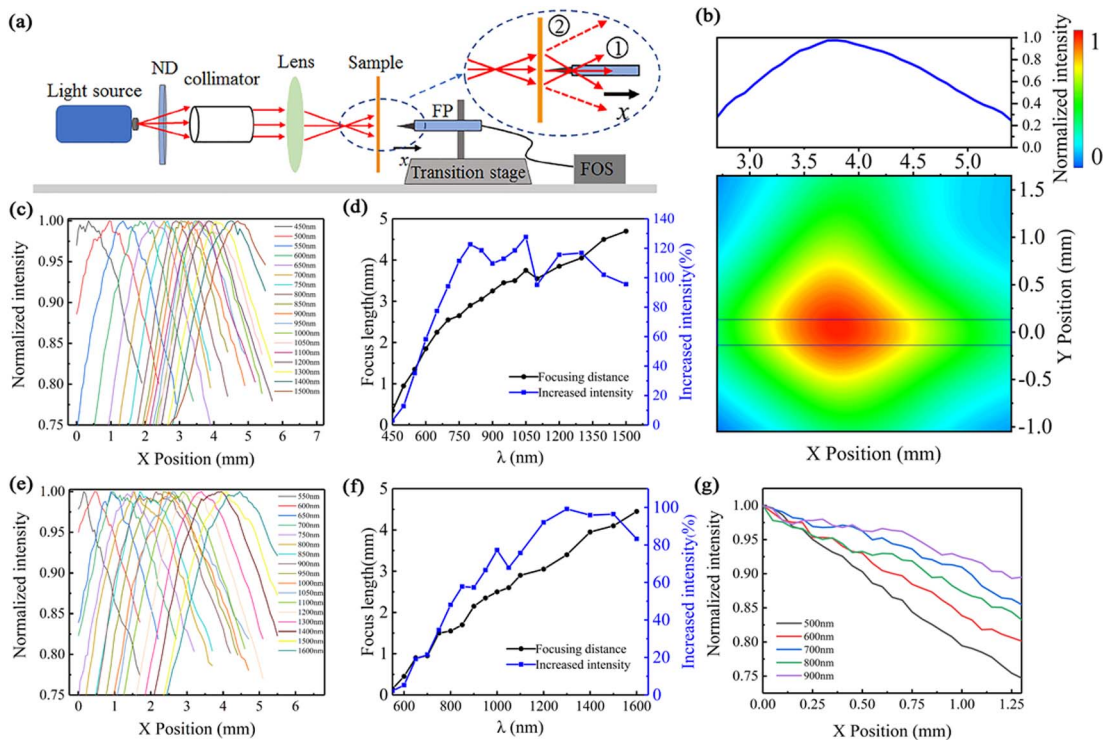 (a)
Light source
ND
collimator
Lens
Sample
FP
x
Transition stage
FOS
②
①
x
(b)
Normalized intensity
1.0
0.8
0.6
0.4
0.2
0.0
3.0 3.5 4.0 4.5 5.0
1
0
1.5
1.0
0.5
0.0
-0.5
-1.0
Y Position (mm)
X Position (mm)
(c)
Normalized intensity
1.00
0.95
0.90
0.85
0.80
0.75
0 1 2 3 4 5 6 7
X Position (mm)
450nm
500nm
550nm
600nm
650nm
700nm
750nm
800nm
850nm
900nm
950nm
1000nm
1050nm
1100nm
1200nm
1300nm
1400nm
1500nm
(d)
Focus length(mm)
5
4
3
2
1
0
450 600 750 900 1050 1200 1350 1500
λ (nm)
140
120
100
80
60
40
20
0
Increased intensity(%)
Focusing distance
Increased intensity
(e)
Normalized intensity
1.00
0.95
0.90
0.85
0.80
0.75
0 1 2 3 4 5 6
X Position (mm)
550nm
600nm
650nm
700nm
750nm
800nm
850nm
900nm
950nm
1000nm
1050nm
1100nm
1200nm
1300nm
1400nm
1500nm
1600nm
(f)
Focus length(mm)
5
4
3
2
1
0
600 800 1000 1200 1400 1600
λ (nm)
100
80
60
40
20
0
Increased intensity(%)
Focusing distance
Increased intensity
(g)
Normalized intensity
1.00
0.95
0.90
0.85
0.80
0.75
0.00 0.25 0.50 0.75 1.00 1.25
X Position (mm)
500nm
600nm
700nm
800nm
900nm